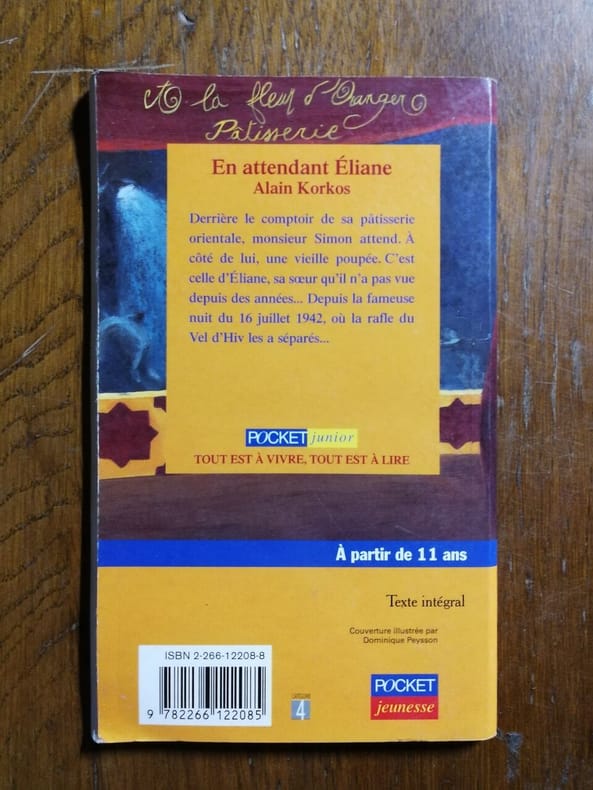 A la fleur d'Oranger
Pâtisserie
En attendant Éliane
Alain Korkos
Derrière le comptoir de sa pâtisserie
orientale, monsieur Simon attend. À
côté de lui, une vieille poupée. C'est
celle d'Éliane, sa sœur qu'il n'a pas vue
depuis des années... Depuis la fameuse
nuit du 16 juillet 1942, où la rafle du
Vel d'Hiv les a séparés...
POCKET junior
TOUT EST À VIVRE, TOUT EST À LIRE
À partir de 11 ans
Texte intégral
Couverture illustrée par
Dominique Peysson
ISBN 2-266-12208-8
9 782266 122085
CATÉGORIE
4
POCKET
jeunesse